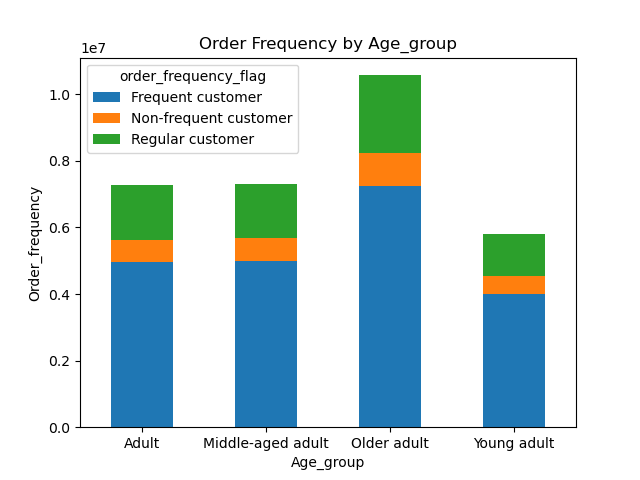 Order Frequency by Age_group
1e7
order_frequency_flag
Frequent customer
Non-frequent customer
Regular customer
1.0
0.8
0.6
0.4
0.2
0.0
Order_frequency
Adult
Middle-aged adult
Older adult
Young adult
Age_group